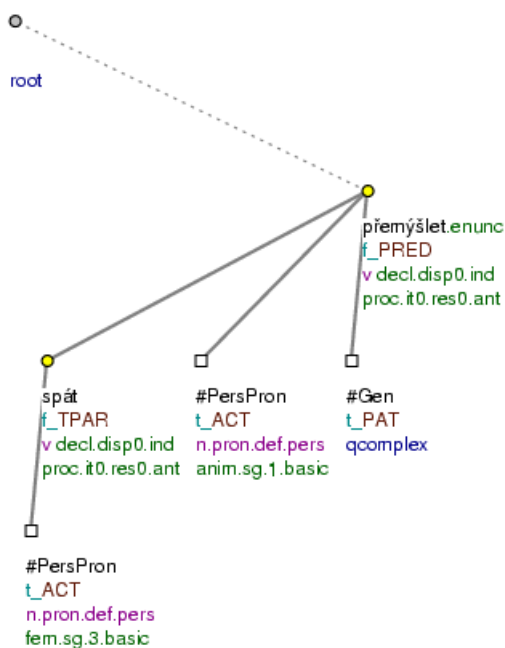 root
přemýšlet.enunc
f_PRED
v decl.disp0.ind
proc.it0.res0.ant
spát
f_TPAR
v decl.disp0.ind
proc.it0.res0.ant
#PersPron
t_ACT
n.pron.def.pers
anim.sg.1.basic
#Gen
t_PAT
qcomplex
#PersPron
t_ACT
n.pron.def.pers
fem.sg.3.basic